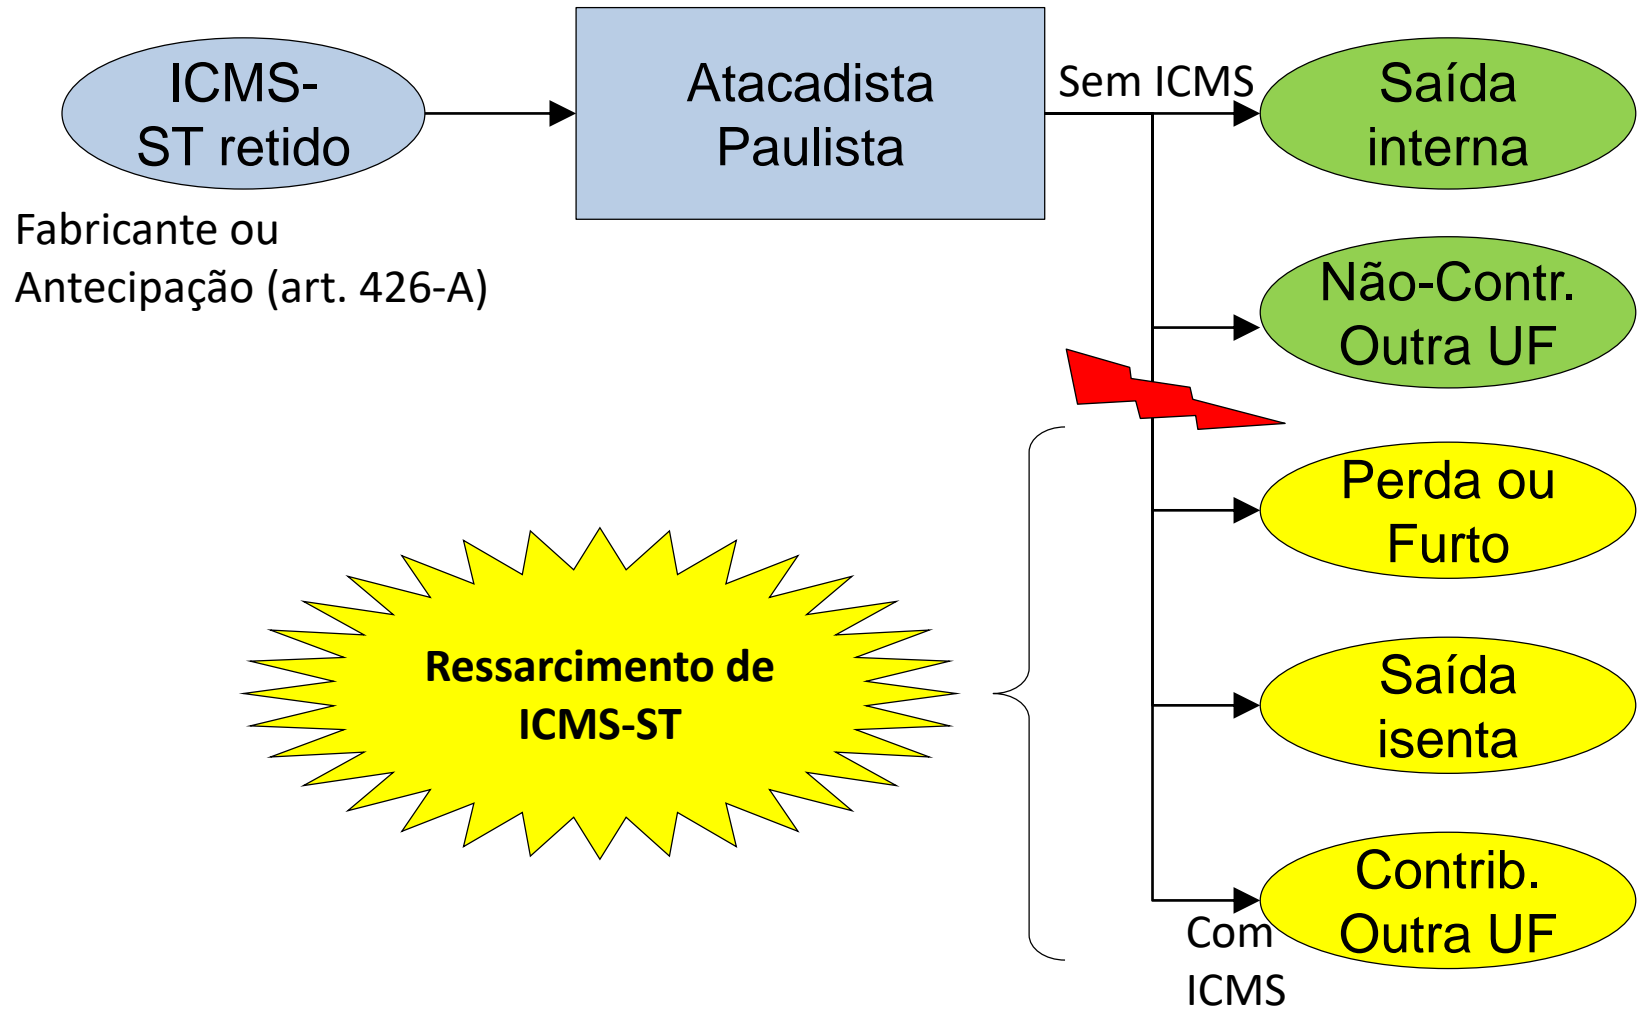 ICMS-
ST retido
Fabricante ou
Antecipação (art. 426-A)
Atacadista
Paulista
Sem ICMS
Saída
interna
Não-Contr.
Outra UF
Perda ou
Furto
Ressarcimento de
ICMS-ST
Saída
isenta
Contrib.
Outra UF
Com
ICMS